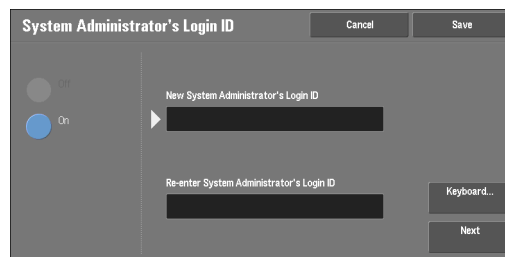 System Administrator's Login ID
Cancel
Save
Off
On
New System Administrator's Login ID
Re-enter System Administrator's Login ID
Keyboard...
Next